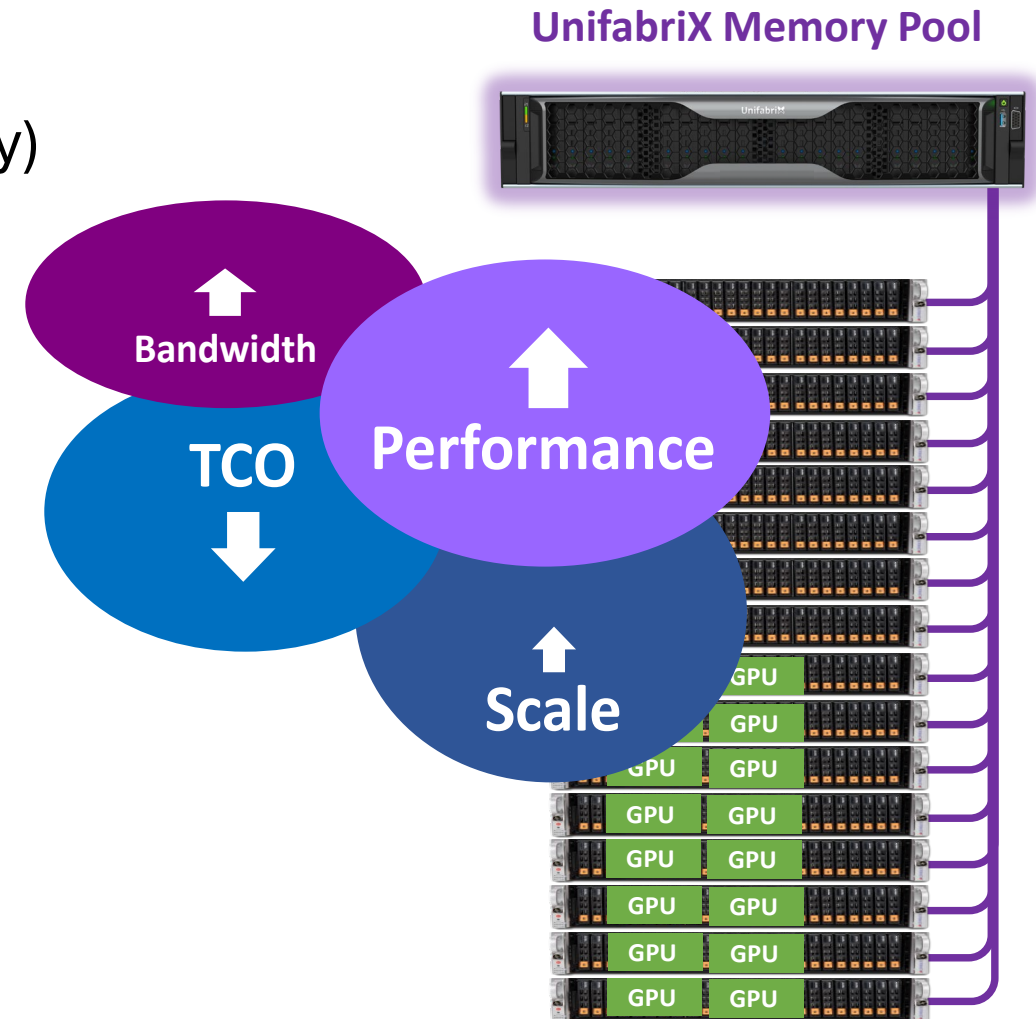 UnifabriX Memory Pool
UnifabriX
y)
Bandwidth
Performance
TCO
Scale
GPU
GPU
GPU GPU
GPU GPU
GPU GPU
GPU GPU
GPU GPU
GPU GPU